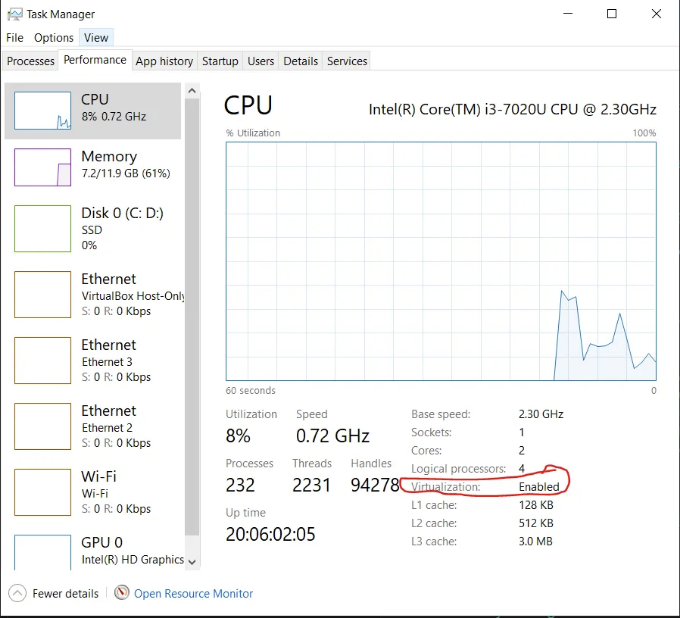 Task Manager
File Options View
Processes Performance App history Startup Users Details Services
CPU
8% 0.72 GHz
Memory
7.2/11.9 GB (61%)
Disk 0 (C: D:)
SSD
0%
Ethernet
VirtualBox Host-Only
S: 0 R: 0 Kbps
Ethernet
Ethernet 3
S: 0 R: 0 Kbps
Ethernet
Ethernet 2
S: 0 R: 0 Kbps
Wi-Fi
Wi-Fi
S: 0 R: 0 Kbps
GPU 0
Intel(R) HD Graphics
CPU Intel(R) Core(TM) i3-7020U CPU @ 2.30GHz
% Utilization 100%
60 seconds 0
Utilization Speed
8% 0.72 GHz
Processes Threads Handles
232 2231 94278
Up time
20:06:02:05
Base speed: 2.30 GHz
Sockets: 1
Cores: 2
Logical processors: 4
Virtualization: Enabled
L1 cache: 128 KB
L2 cache: 512 KB
L3 cache: 3.0 MB
Fewer details Open Resource Monitor